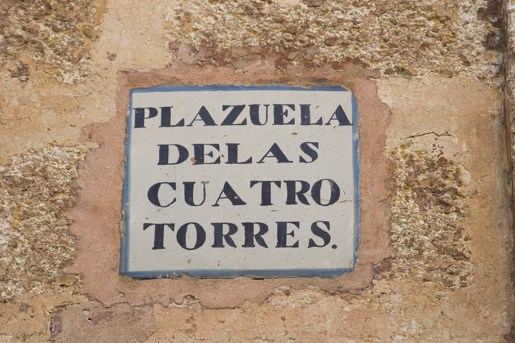 PLAZUELA
DELAS
CUATRO
TORRES.